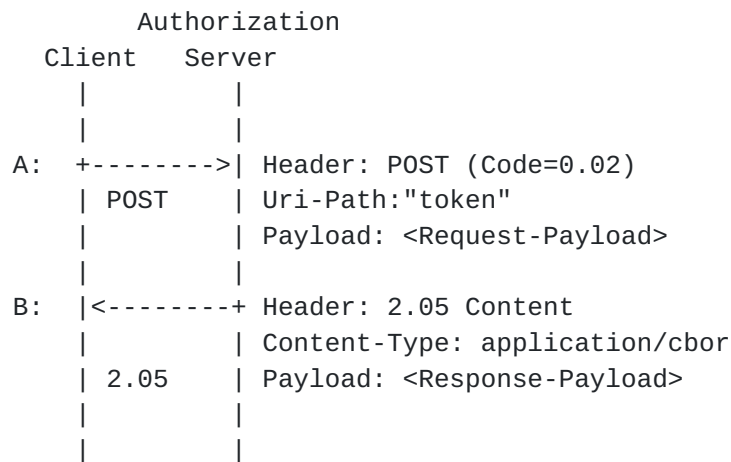 Authorization
Client   Server
|         |
|         |
A:  +-------->| Header: POST (Code=0.02)
| POST    | Uri-Path:"token"
|         | Payload: <Request-Payload>
|         |
B:  |<--------+ Header: 2.05 Content
|         | Content-Type: application/cbor
| 2.05    | Payload: <Response-Payload>
|         |
|         |